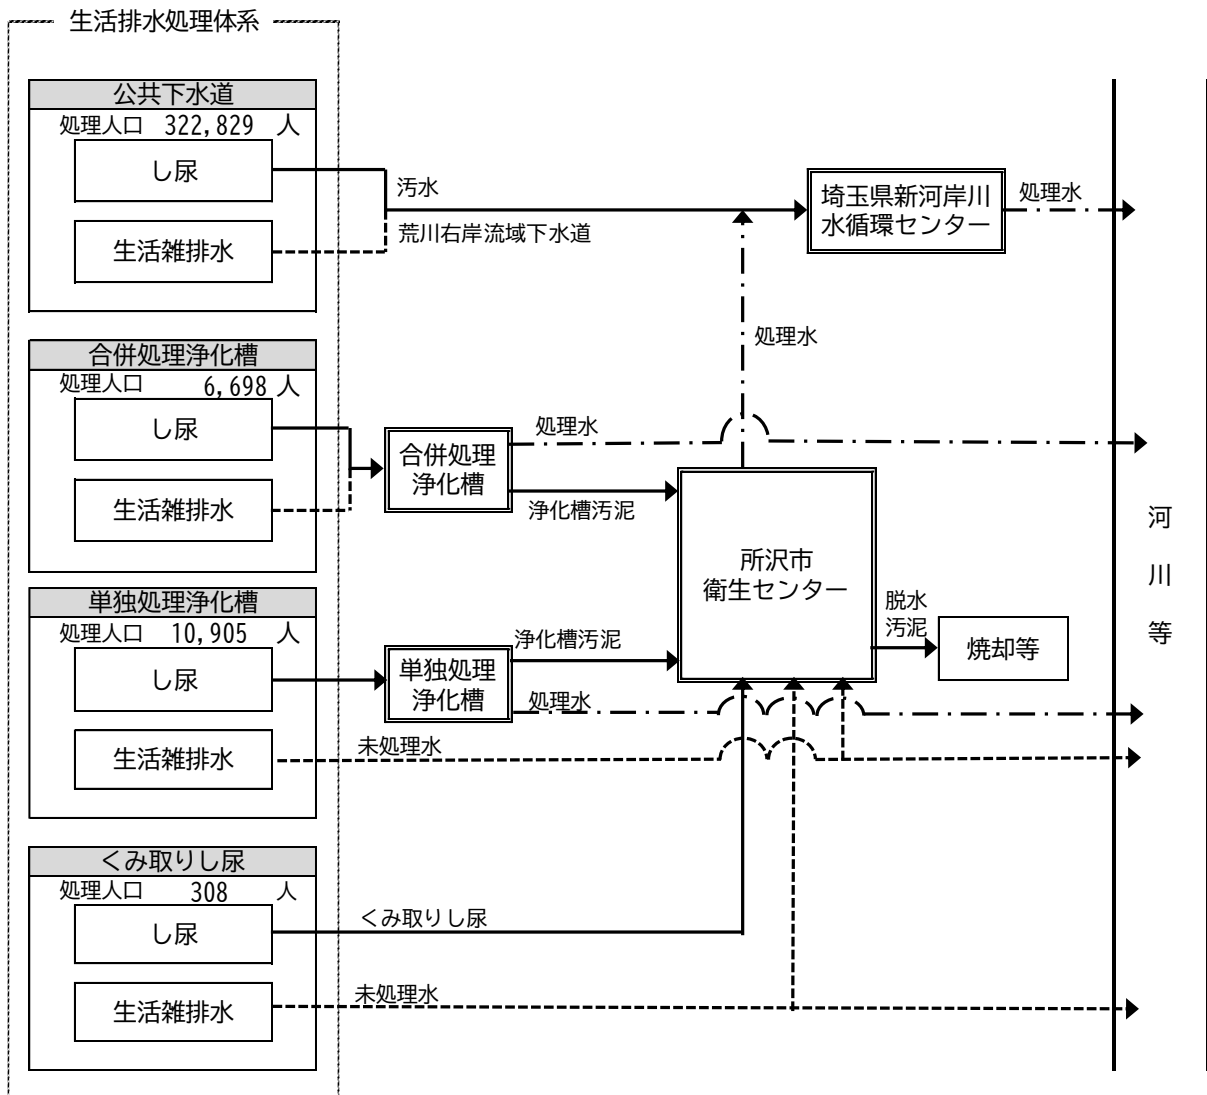 生活排水処理体系
公共下水道
処理人口 322,829 人
し尿
生活雑排水
汚水
荒川右岸流域下水道
埼玉県新河岸川
水循環センター
処理水
処理水
合併処理浄化槽
処理人口 6,698 人
し尿
生活雑排水
合併処理
浄化槽
処理水
浄化槽汚泥
所沢市
衛生センター
脱水
汚泥
焼却等
河
川
等
単独処理浄化槽
処理人口 10,905 人
し尿
生活雑排水
単独処理
浄化槽
浄化槽汚泥
処理水
未処理水
くみ取りし尿
処理人口 308 人
し尿
生活雑排水
くみ取りし尿
未処理水